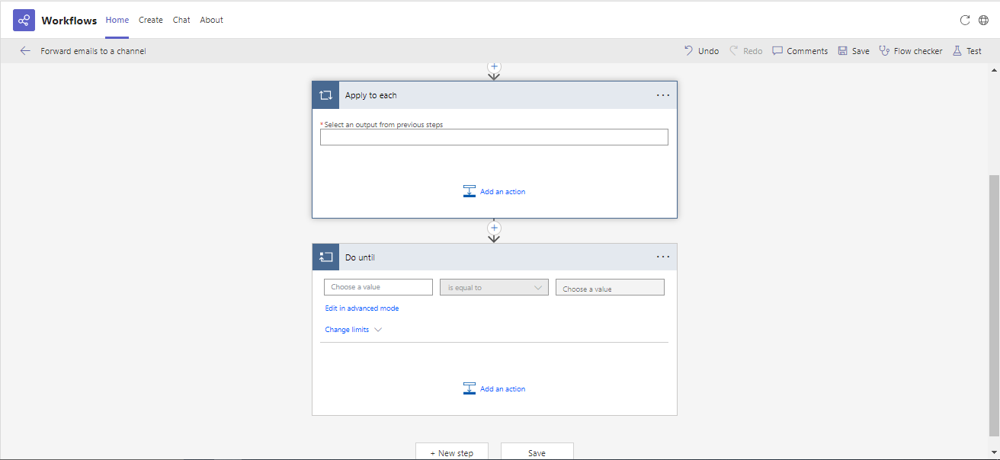 Workflows Home Create Chat About
Forward emails to a channel Undo Redo Comments Save Flow checker Test
Apply to each
*Select an output from previous steps
Add an action
Do until
Choose a value is equal to Choose a value
Edit in advanced mode
Change limits
Add an action
+ New step Save